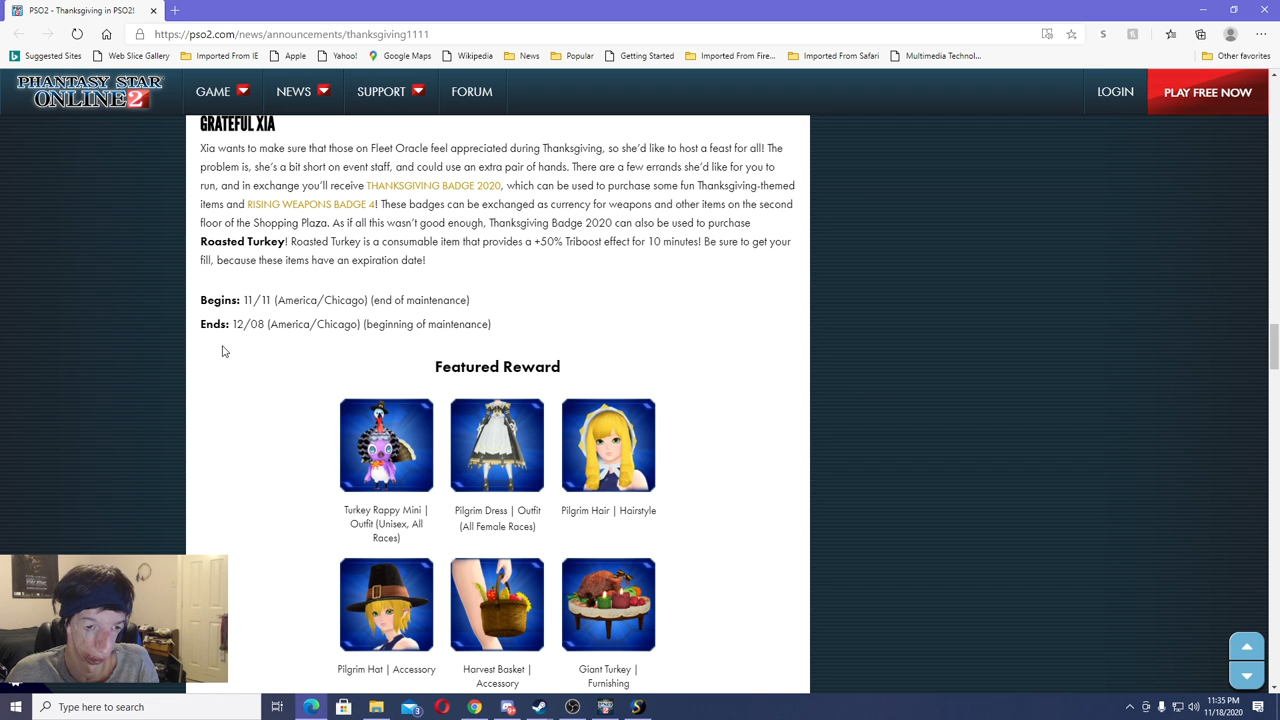 PSO2 - Thanksgiving in PSO2!
https://pso2.com/news/announcements/thanksgiving1111
Suggested Sites Web Slice Gallery Imported From IE Apple Yahoo! Google Maps Wikipedia News Popular Getting Started Imported From Fire... Imported From Safari Multimedia Technol... Other favorites
PHANTASY STAR
ONLINE 2
GAME NEWS SUPPORT FORUM LOGIN PLAY FREE NOW
GRATEFUL XIA
Xia wants to make sure that those on Fleet Oracle feel appreciated during Thanksgiving, so she'd like to host a feast for all! The
problem is, she's a bit short on event staff, and could use an extra pair of hands. There are a few errands she'd like for you to
run, and in exchange you'll receive THANKSGIVING BADGE 2020, which can be used to purchase some fun Thanksgiving-themed
items and RISING WEAPONS BADGE 4! These badges can be exchanged as currency for weapons and other items on the second
floor of the Shopping Plaza. As if all this wasn't good enough, Thanksgiving Badge 2020 can also be used to purchase
Roasted Turkey! Roasted Turkey is a consumable item that provides a +50% Triboost effect for 10 minutes! Be sure to get your
fill, because these items have an expiration date!
Begins: 11/11 (America/Chicago) (end of maintenance)
Ends: 12/08 (America/Chicago) (beginning of maintenance)
Featured Reward
Turkey Rappy Mini |
Outfit (Unisex, All
Races)
Pilgrim Dress | Outfit
(All Female Races)
Pilgrim Hair | Hairstyle
Pilgrim Hat | Accessory
Harvest Basket |
Accessory
Giant Turkey |
Furnishing
Type here to search
11:35 PM
11/18/2020